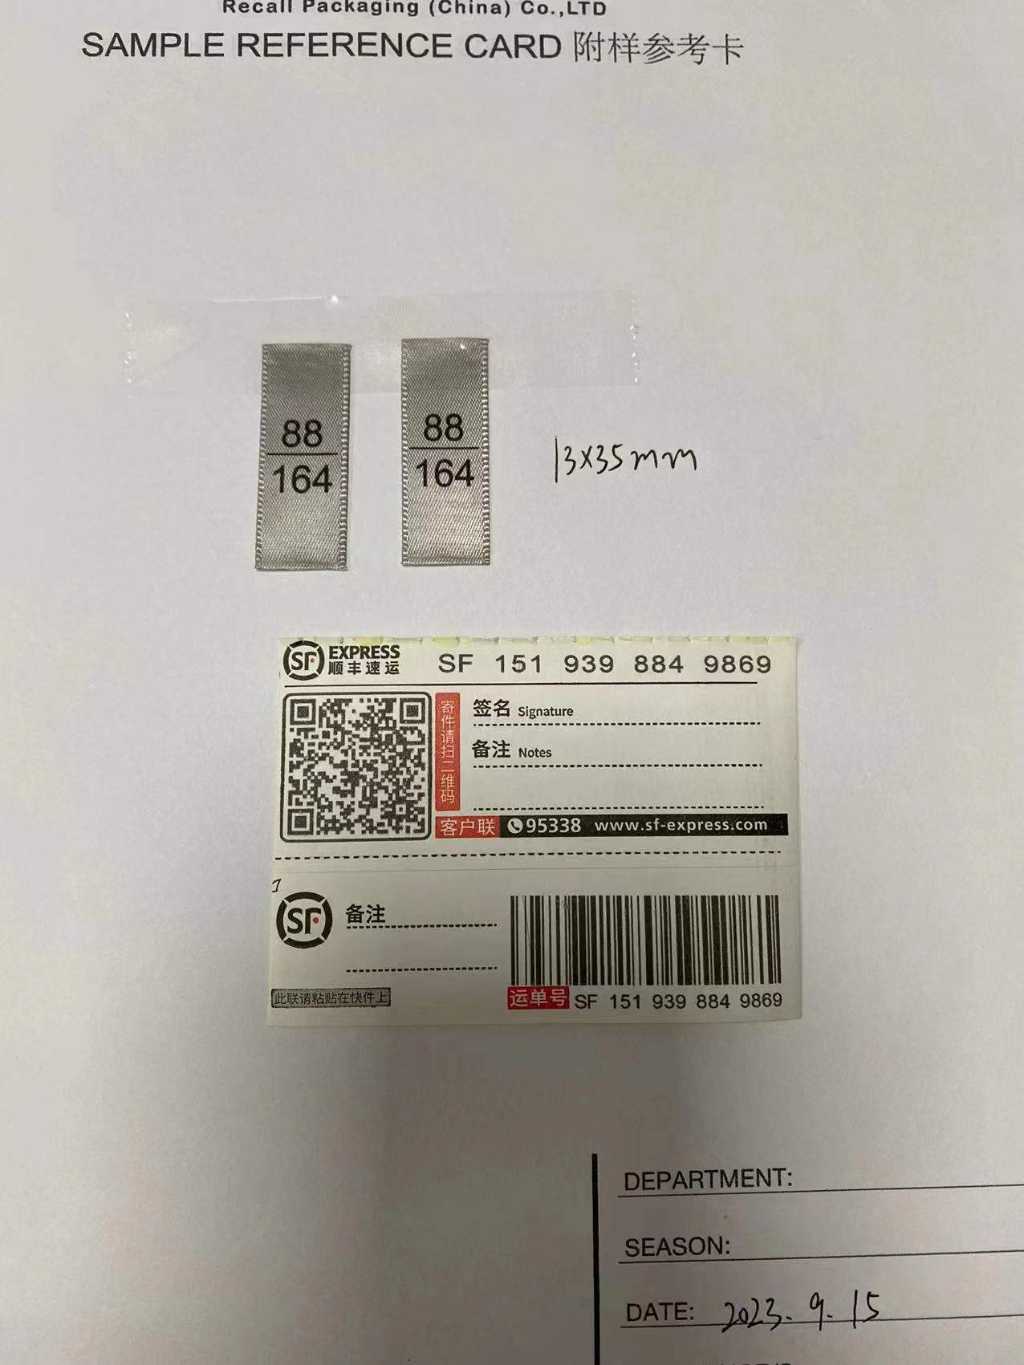 Recall Packaging (China) Co.,LTD
SAMPLE REFERENCE CARD 附样参考卡
88
164
88
164
13x35mm
SF EXPRESS
顺丰速运
SF 151 939 884 9869
寄件请扫二维码
签名 Signature
备注 Notes
客户联 95338 www.sf-express.com
SF
备注
此联请粘贴在快件上
运单号 SF 151 939 884 9869
DEPARTMENT:
SEASON:
DATE: 2023.9.15